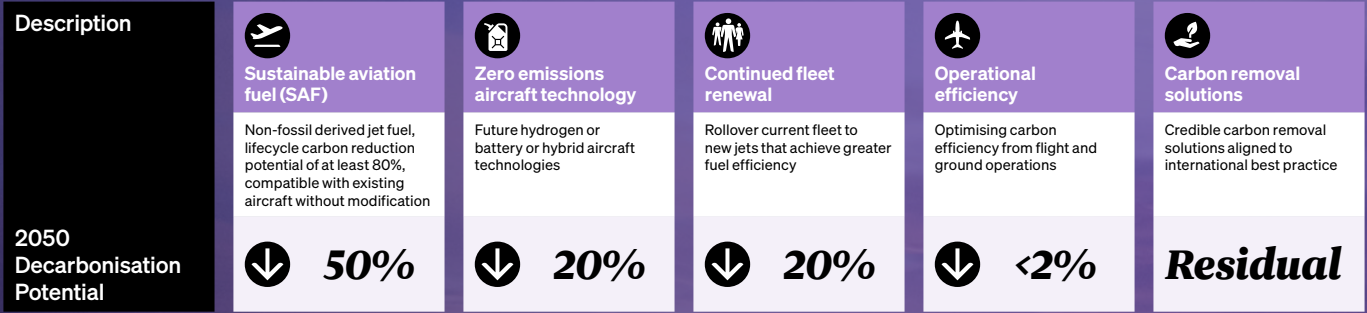 Description
Sustainable aviation
fuel (SAF)
Non-fossil derived jet fuel,
lifecycle carbon reduction
potential of at least 80%,
compatible with existing
aircraft without modification
Zero emissions
aircraft technology
Future hydrogen or
battery or hybrid aircraft
technologies
Continued fleet
renewal
Rollover current fleet to
new jets that achieve greater
fuel efficiency
Operational
efficiency
Optimising carbon
efficiency from flight and
ground operations
Carbon removal
solutions
Credible carbon removal
solutions aligned to
international best practice
2050
Decarbonisation
Potential
50%
20%
20%
<2%
Residual